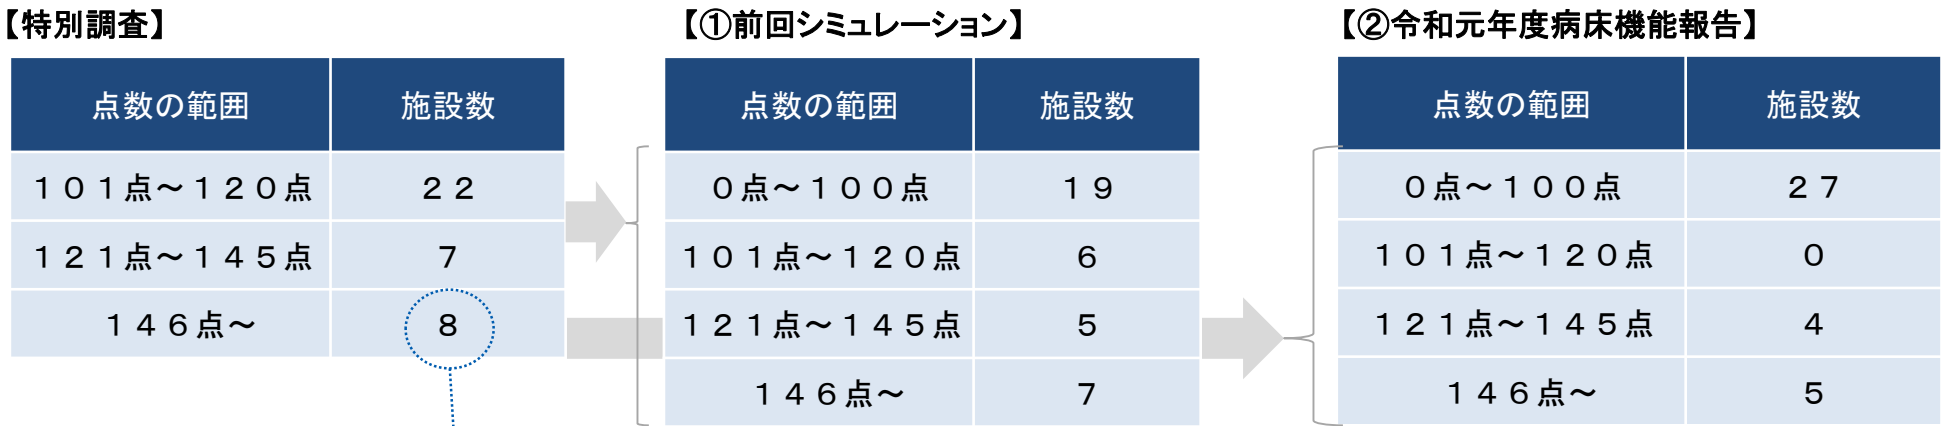 【特別調査】
点数の範囲 施設数
１０１点～１２０点 ２２
１２１点～１４５点 ７
１４６点～ ８
【①前回シミュレーション】
点数の範囲 施設数
０点～１００点 １９
１０１点～１２０点 ６
１２１点～１４５点 ５
１４６点～ ７
【②令和元年度病床機能報告】
点数の範囲 施設数
０点～１００点 ２７
１０１点～１２０点 ０
１２１点～１４５点 ４
１４６点～ ５